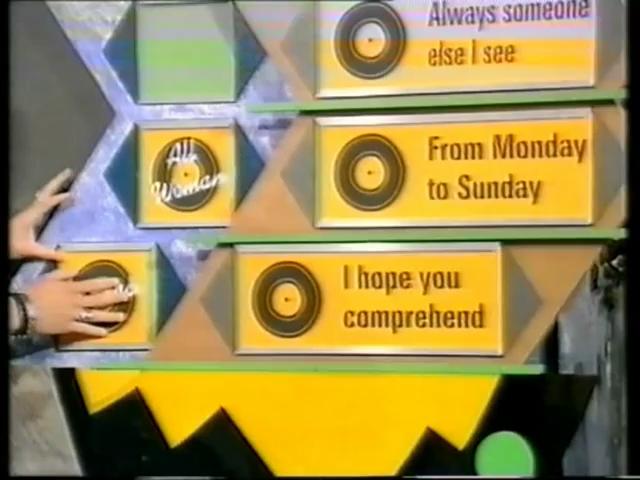 Always someone
else I see
All
Woman
From Monday
to Sunday
I hope you
comprehend